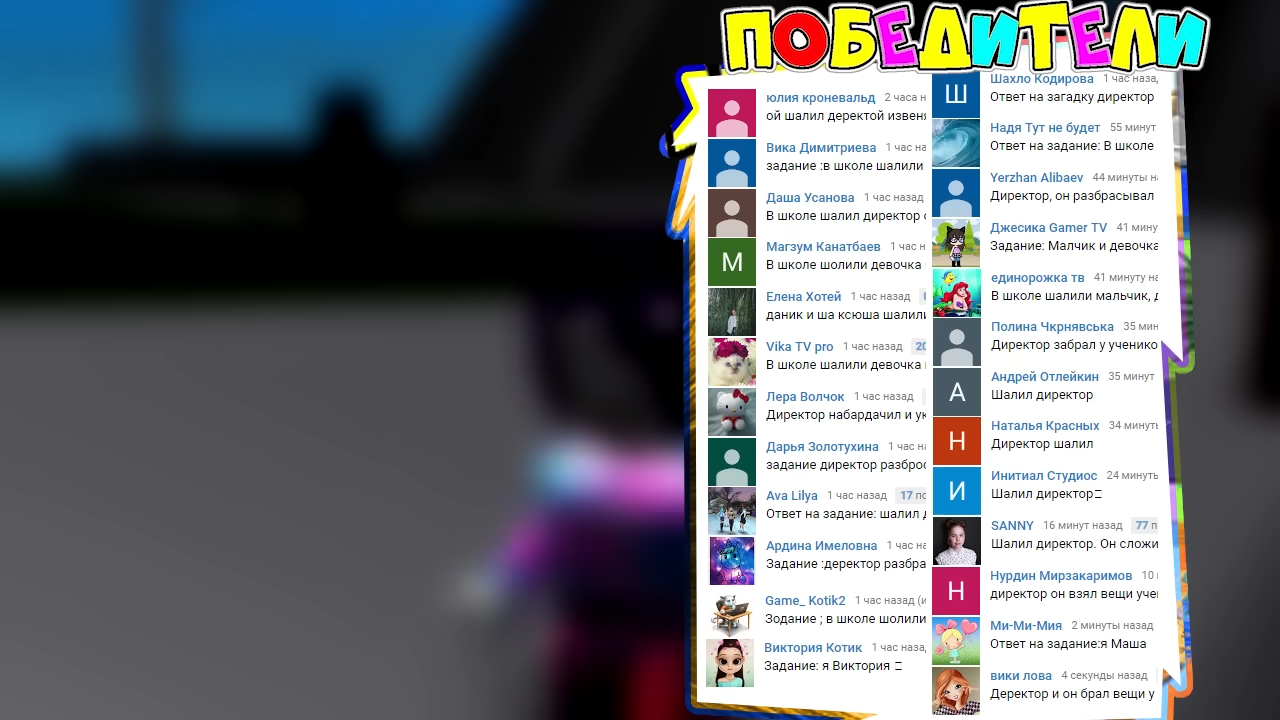 ПОБЕДИТЕЛИ
юлия кроневальд 2 часа н
ой шалил деректой извен
Вика Димитриева 1 час на
задание :в школе шалили
Даша Усанова 1 час назад
В школе шалил директор
М
Магзум Канатбаев 1 час н
В школе шолили девочка
Елена Хотей 1 час назад
даник и ша ксюша шалили
Vika TV pro 1 час назад 20
В школе шалили девочка
Лера Волчок 1 час назад
Директор набардачил и ук
Дарья Золотухина 1 час н
задание директор разброс
Ava Lilya 1 час назад 17 по
Ответ на задание: шалил д
Ардина Имеловна 1 час на
Задание :деректор разбра
Game_ Kotik2 1 час назад (и
Зодание ; в школе шолили
Виктория Котик 1 час наза,
Задание: я Виктория
Ш
Шахло Кодирова 1 час наза,
Ответ на загадку директор
Надя Тут не будет 55 минут
Ответ на задание: В школе
Yerzhan Alibaev 44 минуты на
Директор, он разбрасывал
Джесика Gamer TV 41 мину
Задание: Малчик и девочка
единорожка тв 41 минуту на
В школе шалили мальчик, д
Полина Чкрнявська 35 мин
Директор забрал у ученико
А
Андрей Отлейкин 35 минут
Шалил директор
Н
Наталья Красных 34 минуть
Директор шалил
И
Инитиал Студиос 24 минуть
Шалил директор
SANNY 16 минут назад 77 п
Шалил директор. Он сложи
Н
Нурдин Мирзакаримов 10
директор он взял вещи уче
Ми-Ми-Мия 2 минуты назад
Ответ на задание:я Маша
вики лова 4 секунды назад
Деректор и он брал вещи у